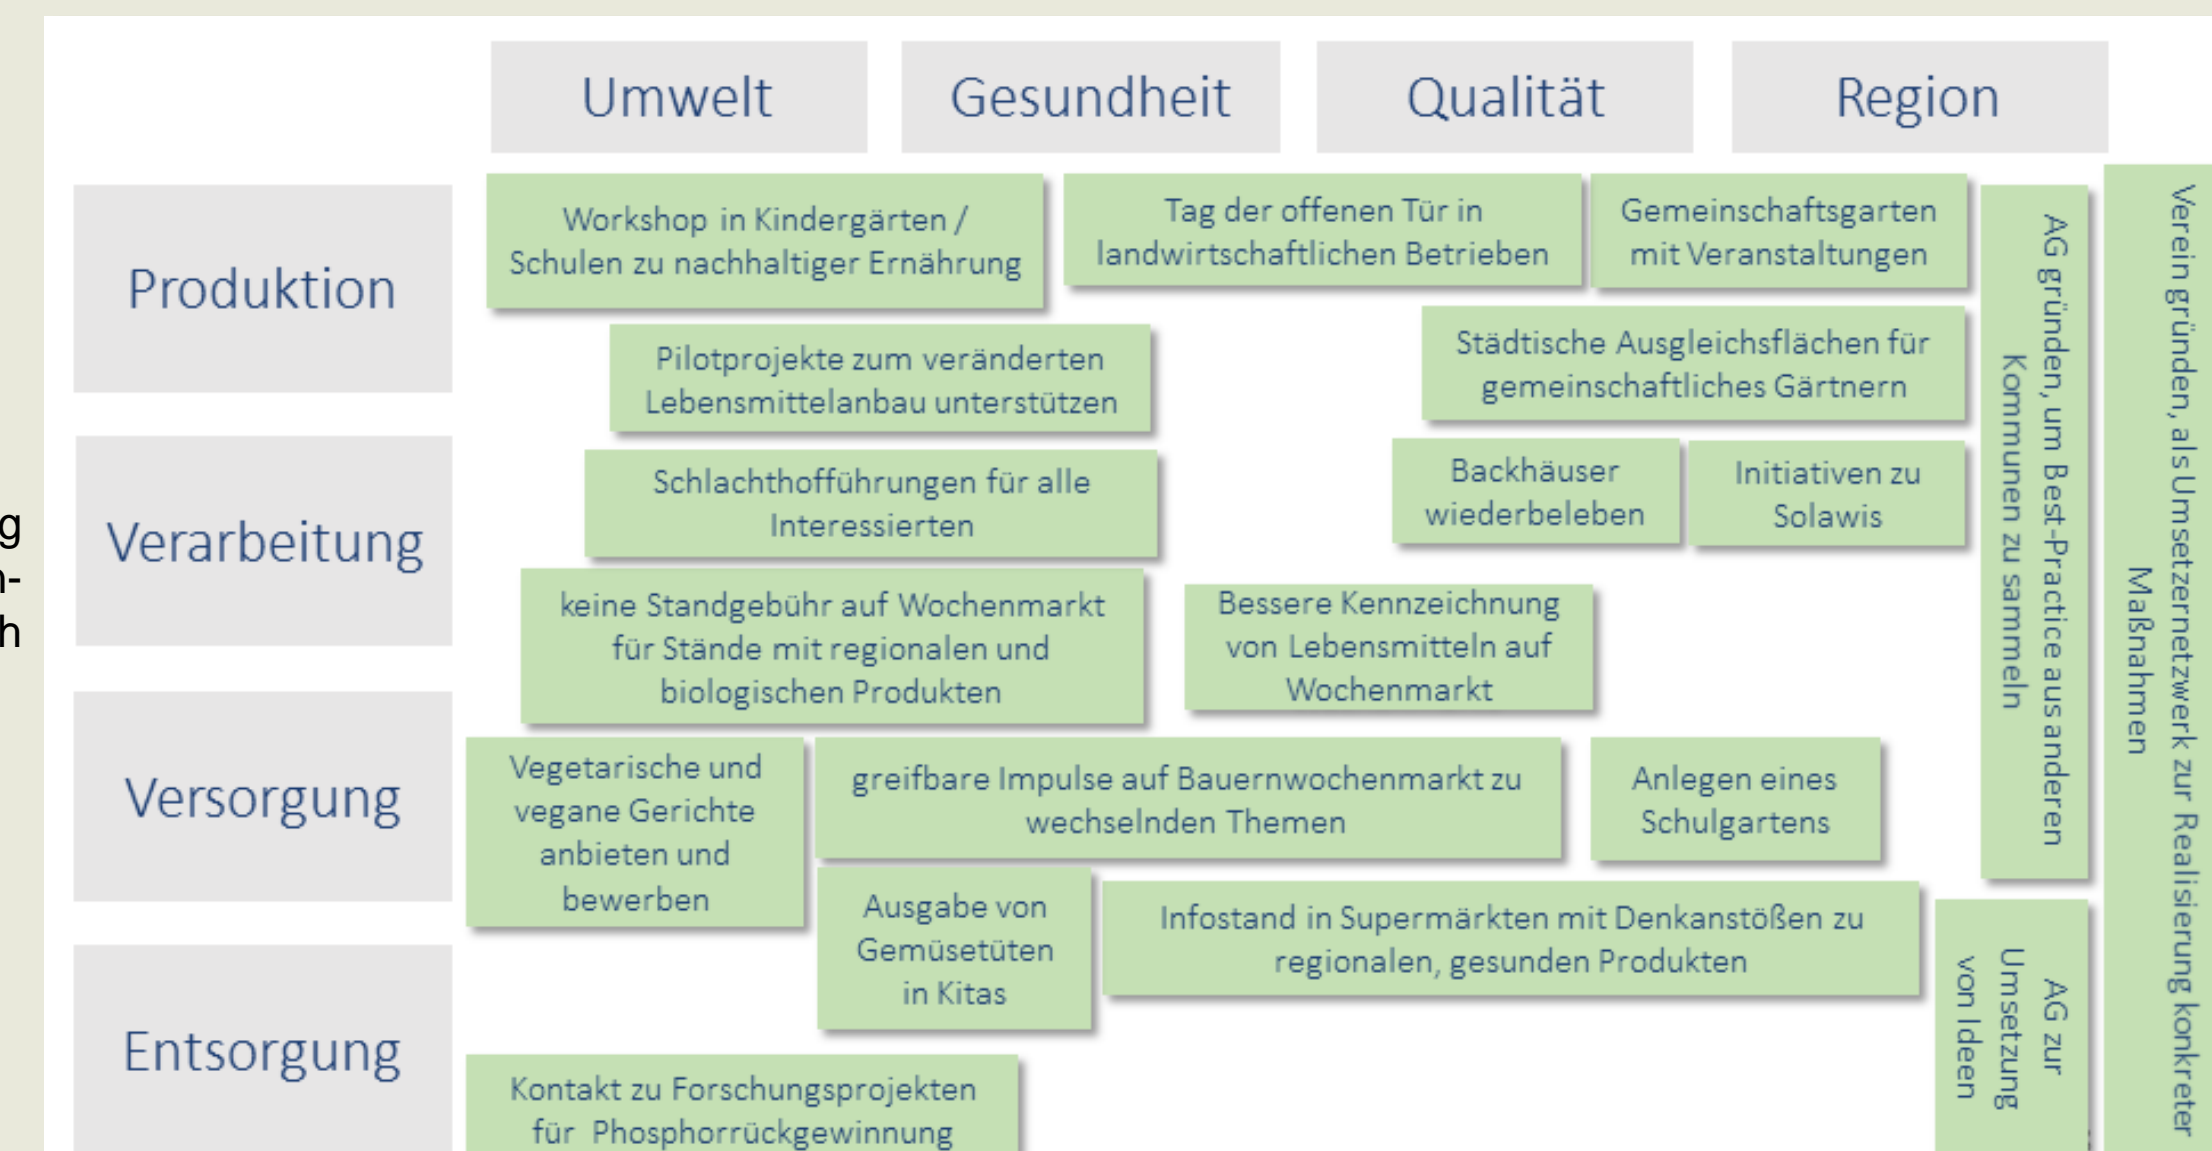 Umwelt
Gesundheit
Qualität
Region
Produktion
Workshop in Kindergärten /
Schulen zu nachhaltiger Ernährung
Tag der offenen Tür in
landwirtschaftlichen Betrieben
Gemeinschaftsgarten
mit Veranstaltungen
Pilotprojekte zum veränderten
Lebensmittelanbau unterstützen
Städtische Ausgleichsflächen für
gemeinschaftliches Gärtnern
Verarbeitung
Schlachthofführungen für alle
Interessierten
Backhäuser
wiederbeleben
Initiativen zu
Solawis
keine Standgebühr auf Wochenmarkt
für Stände mit regionalen und
biologischen Produkten
Bessere Kennzeichnung
von Lebensmitteln auf
Wochenmarkt
Versorgung
Vegetarische und
vegane Gerichte
anbieten und
bewerben
greifbare Impulse auf Bauernwochenmarkt zu
wechselnden Themen
Anlegen eines
Schulgartens
Ausgabe von
Gemüsetüten
in Kitas
Infostand in Supermärkten mit Denkanstößen zu
regionalen, gesunden Produkten
Entsorgung
Kontakt zu Forschungsprojekten
für Phosphorrückgewinnung
AG gründen, um Best-Practice aus anderen
Kommunen zu sammeln
AG zur
Umsetzung
von Ideen
Verein gründen, als Umsetzernetzwerk zur Realisierung konkreter
Maßnahmen
g
n-
h